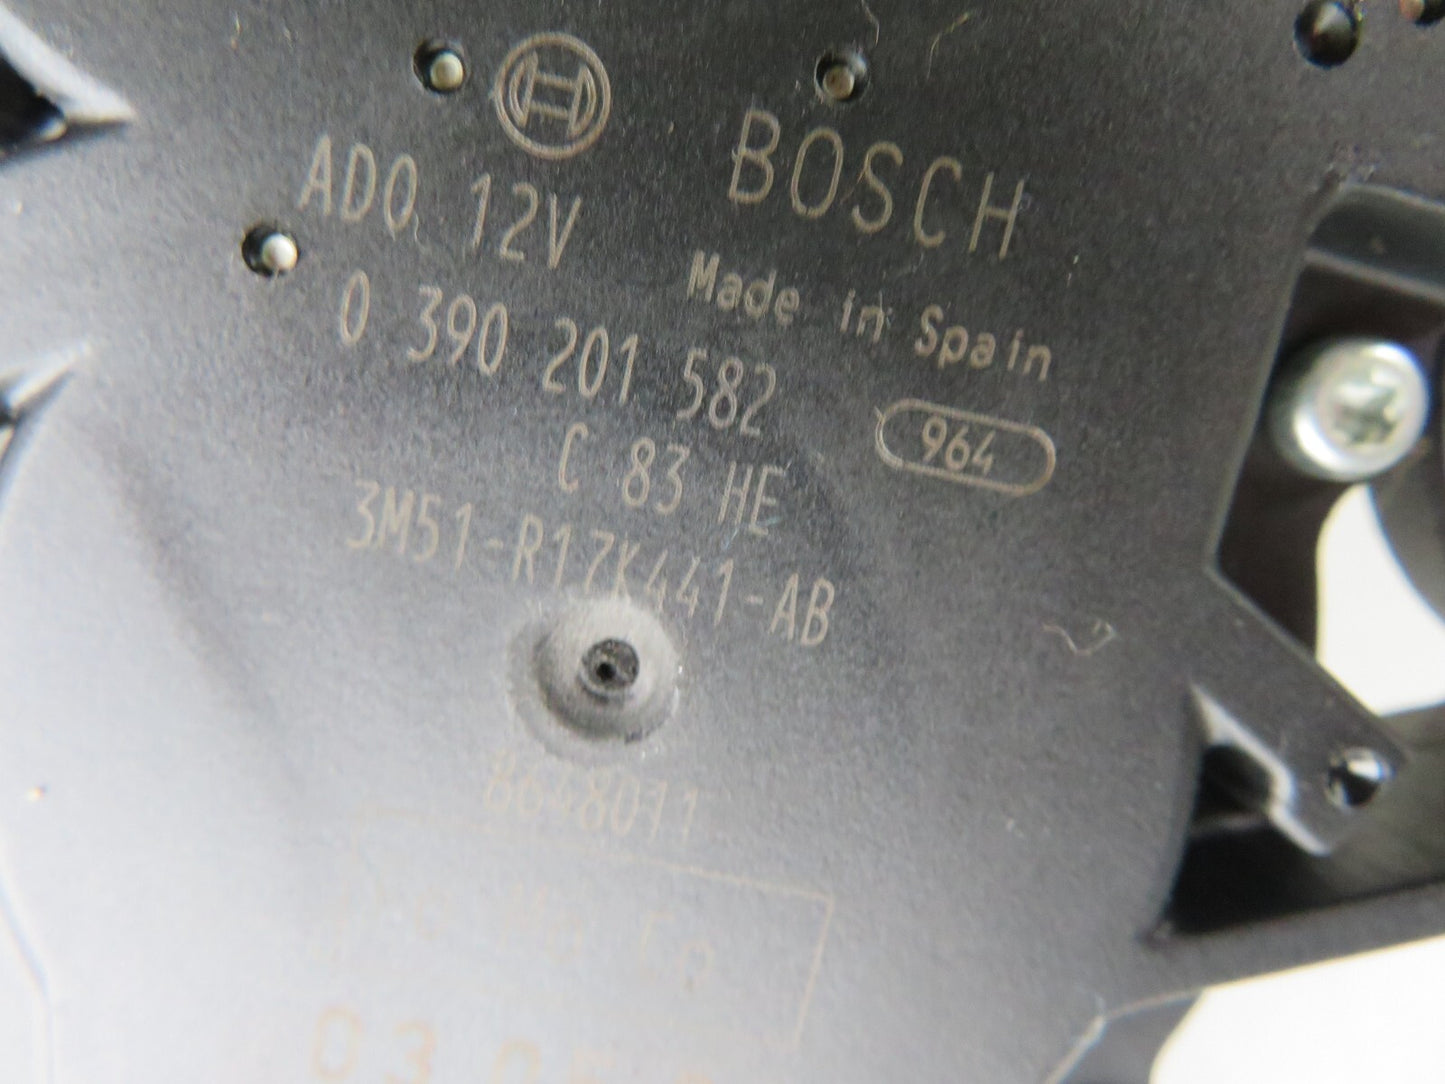 BOSCH
ADO 12V
Made in Spain
0 390 201 582
964
C 83 HE
3M51-R17K441-AB
8648011